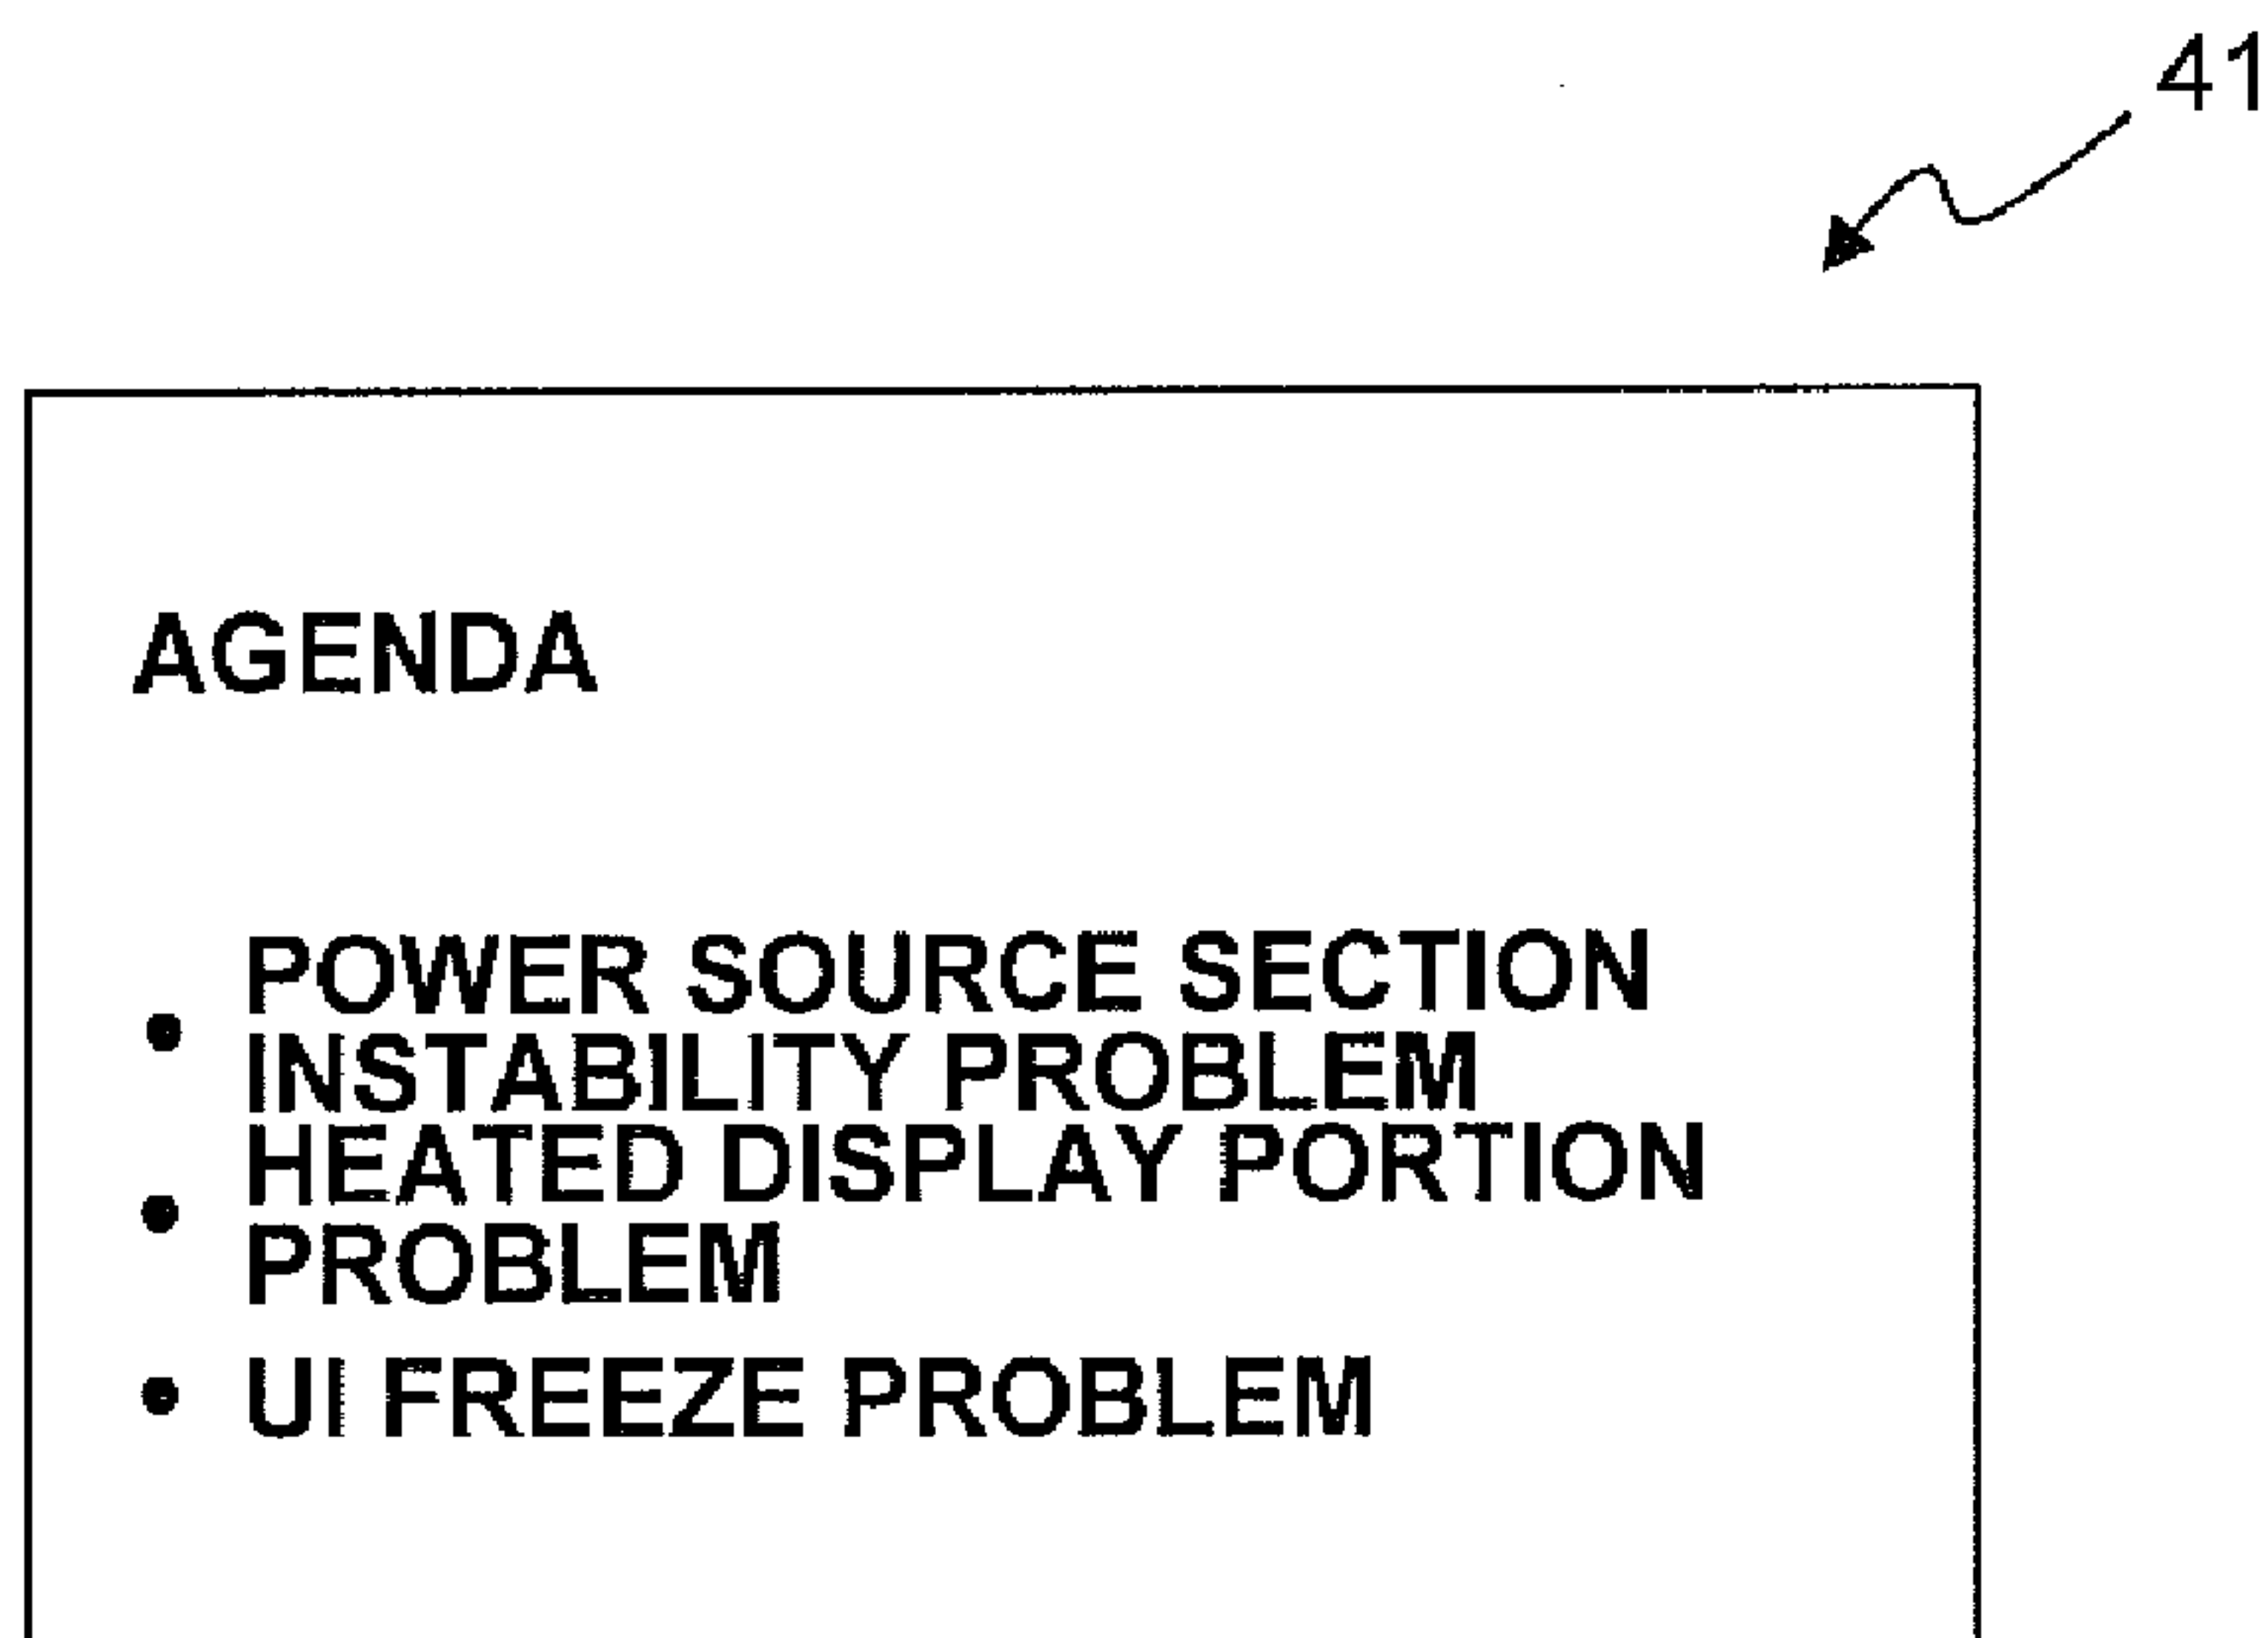 41
AGENDA
• POWER SOURCE SECTION
INSTABILITY PROBLEM
• HEATED DISPLAY PORTION
PROBLEM
• UI FREEZE PROBLEM